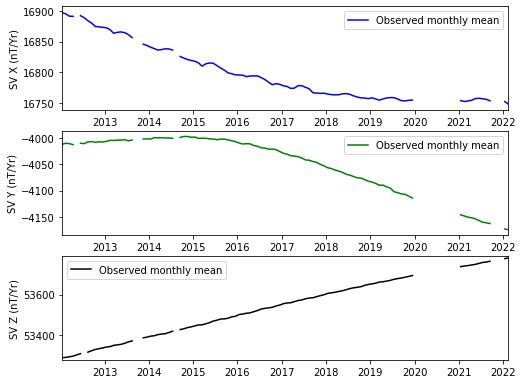 16900
16850
16800
16750
SV X (nT/Yr)
Observed monthly mean
2013 2014 2015 2016 2017 2018 2019 2020 2021 2022
−4000
−4050
−4100
−4150
SV Y (nT/Yr)
Observed monthly mean
2013 2014 2015 2016 2017 2018 2019 2020 2021 2022
53600
53400
SV Z (nT/Yr)
Observed monthly mean
2013 2014 2015 2016 2017 2018 2019 2020 2021 2022